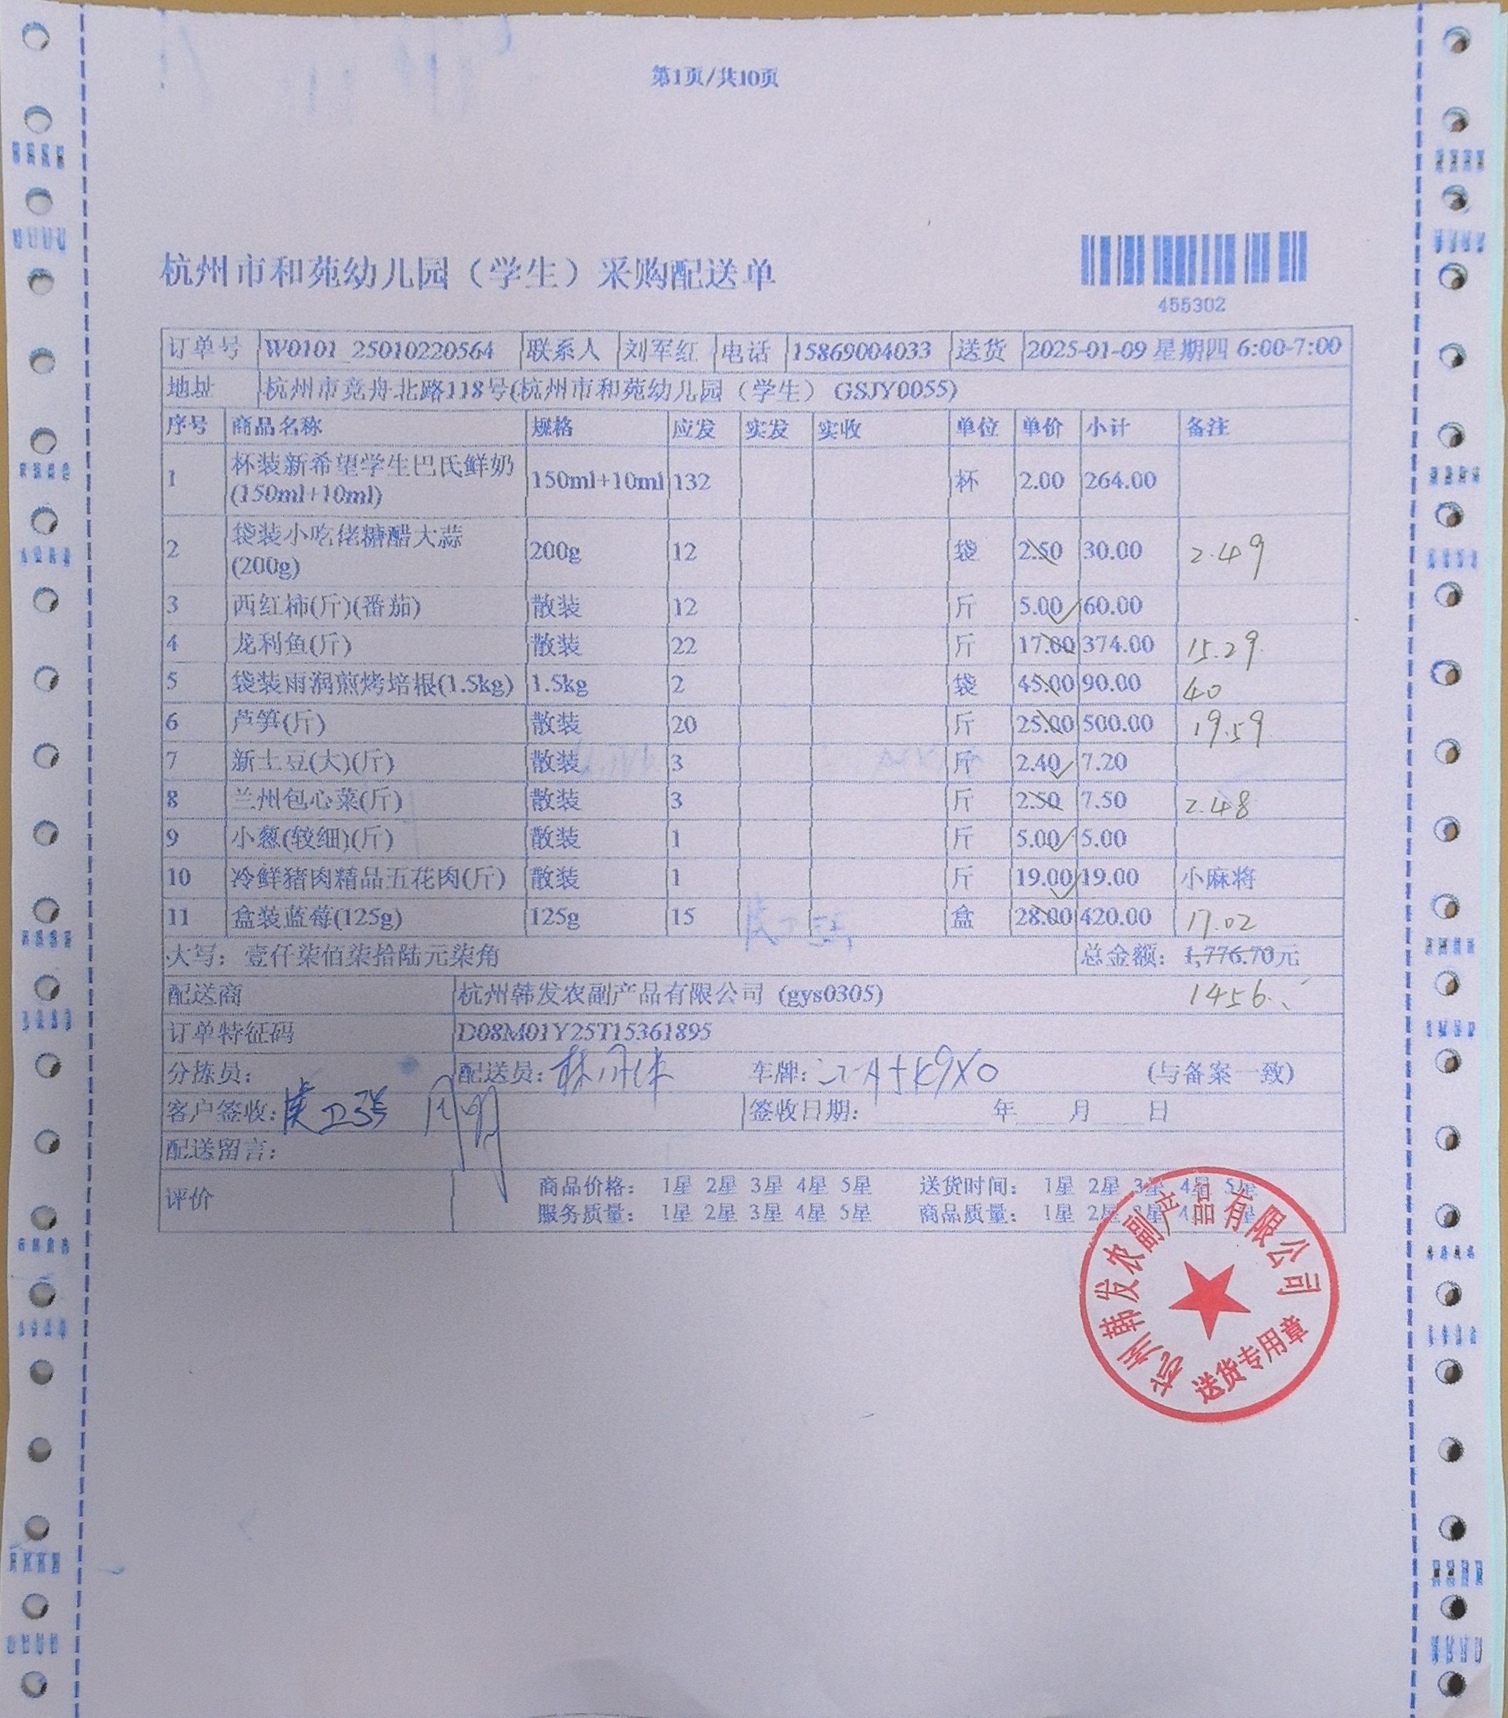 第1页/共10页
杭州市和苑幼儿园（学生）采购配送单
455302
订单号 W0101_25010220564 联系人 刘军红 电话 15869004033 送货 2025-01-09 星期四 6:00-7:00
地址 杭州市竞舟北路118号(杭州市和苑幼儿园（学生） GSJY0055)
序号 商品名称 规格 应发 实发 实收 单位 单价 小计 备注
1 杯装新希望学生巴氏鲜奶(150ml+10ml) 150ml+10ml 132 杯 2.00 264.00
2 袋装小吃佬糖醋大蒜(200g) 200g 12 袋 2.50 30.00 2.49
3 西红柿(斤)(番茄) 散装 12 斤 5.00 60.00
4 龙利鱼(斤) 散装 22 斤 17.00 374.00 15.29
5 袋装雨润煎烤培根(1.5kg) 1.5kg 2 袋 45.00 90.00 40
6 芦笋(斤) 散装 20 斤 25.00 500.00 19.59
7 新土豆(大)(斤) 散装 3 斤 2.40 7.20
8 兰州包心菜(斤) 散装 3 斤 2.50 7.50 2.48
9 小葱(较细)(斤) 散装 1 斤 5.00 5.00
10 冷鲜猪肉精品五花肉(斤) 散装 1 斤 19.00 19.00 小麻将
11 盒装蓝莓(125g) 125g 15 盒 28.00 420.00 17.02
大写：壹仟柒佰柒拾陆元柒角 总金额：1,776.70元
配送商 杭州韩发农副产品有限公司 (gys0305) 1456.
订单特征码 D08M01Y25T15361895
分拣员： 配送员： 车牌： (与备案一致)
客户签收： 签收日期： 年 月 日
配送留言：
评价 商品价格： 1星 2星 3星 4星 5星 送货时间： 1星 2星 3星 4星 5星
服务质量： 1星 2星 3星 4星 5星 商品质量： 1星 2星 3星 4星 5星
杭州韩发农副产品有限公司
送货专用章